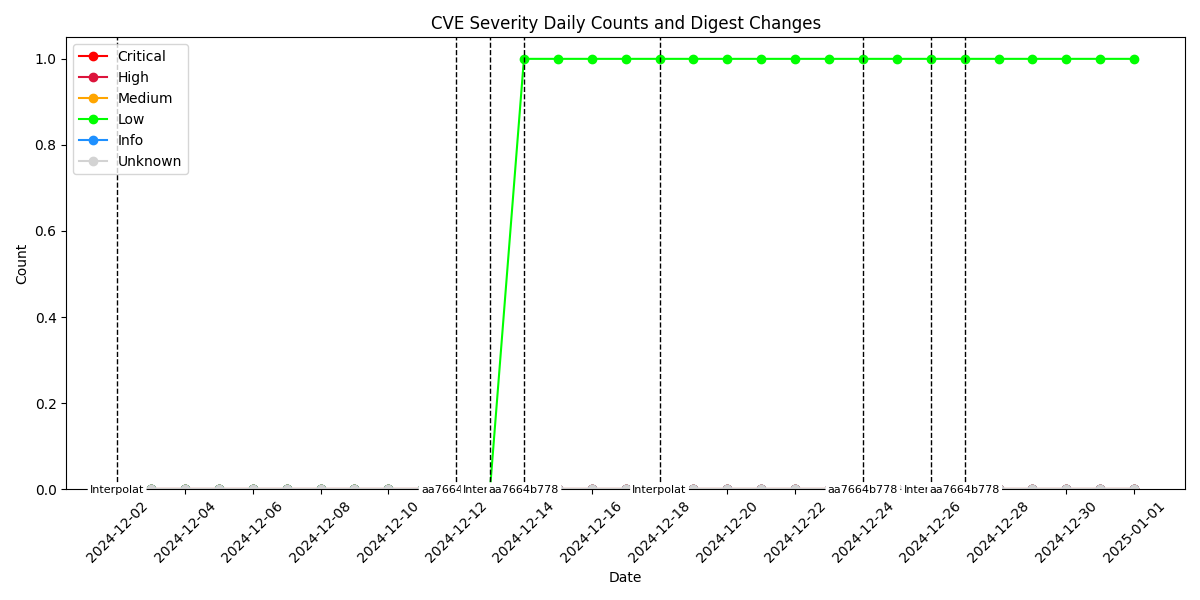 CVE Severity Daily Counts and Digest Changes
Critical
High
Medium
Low
Info
Unknown
Count
1.0
0.8
0.6
0.4
0.2
0.0
Interpolat
aa7664
Inter
aa7664b778
Interpolat
aa7664b778
Inter
aa7664b778
2024-12-02
2024-12-04
2024-12-06
2024-12-08
2024-12-10
2024-12-12
2024-12-14
2024-12-16
2024-12-18
2024-12-20
2024-12-22
2024-12-24
2024-12-26
2024-12-28
2024-12-30
2025-01-01
Date